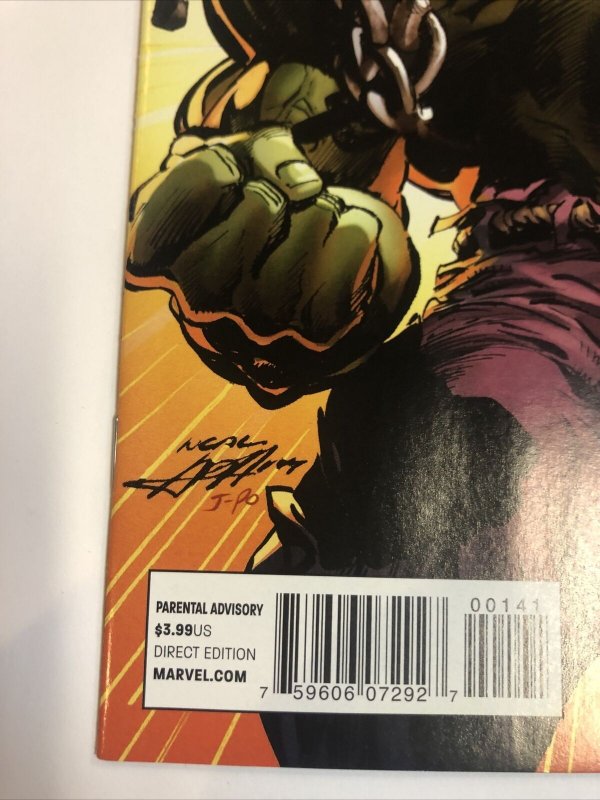 Neal
Adams
J-Po
PARENTAL ADVISORY
$3.99US
DIRECT EDITION
MARVEL.COM
00141
7 59606 07292 7